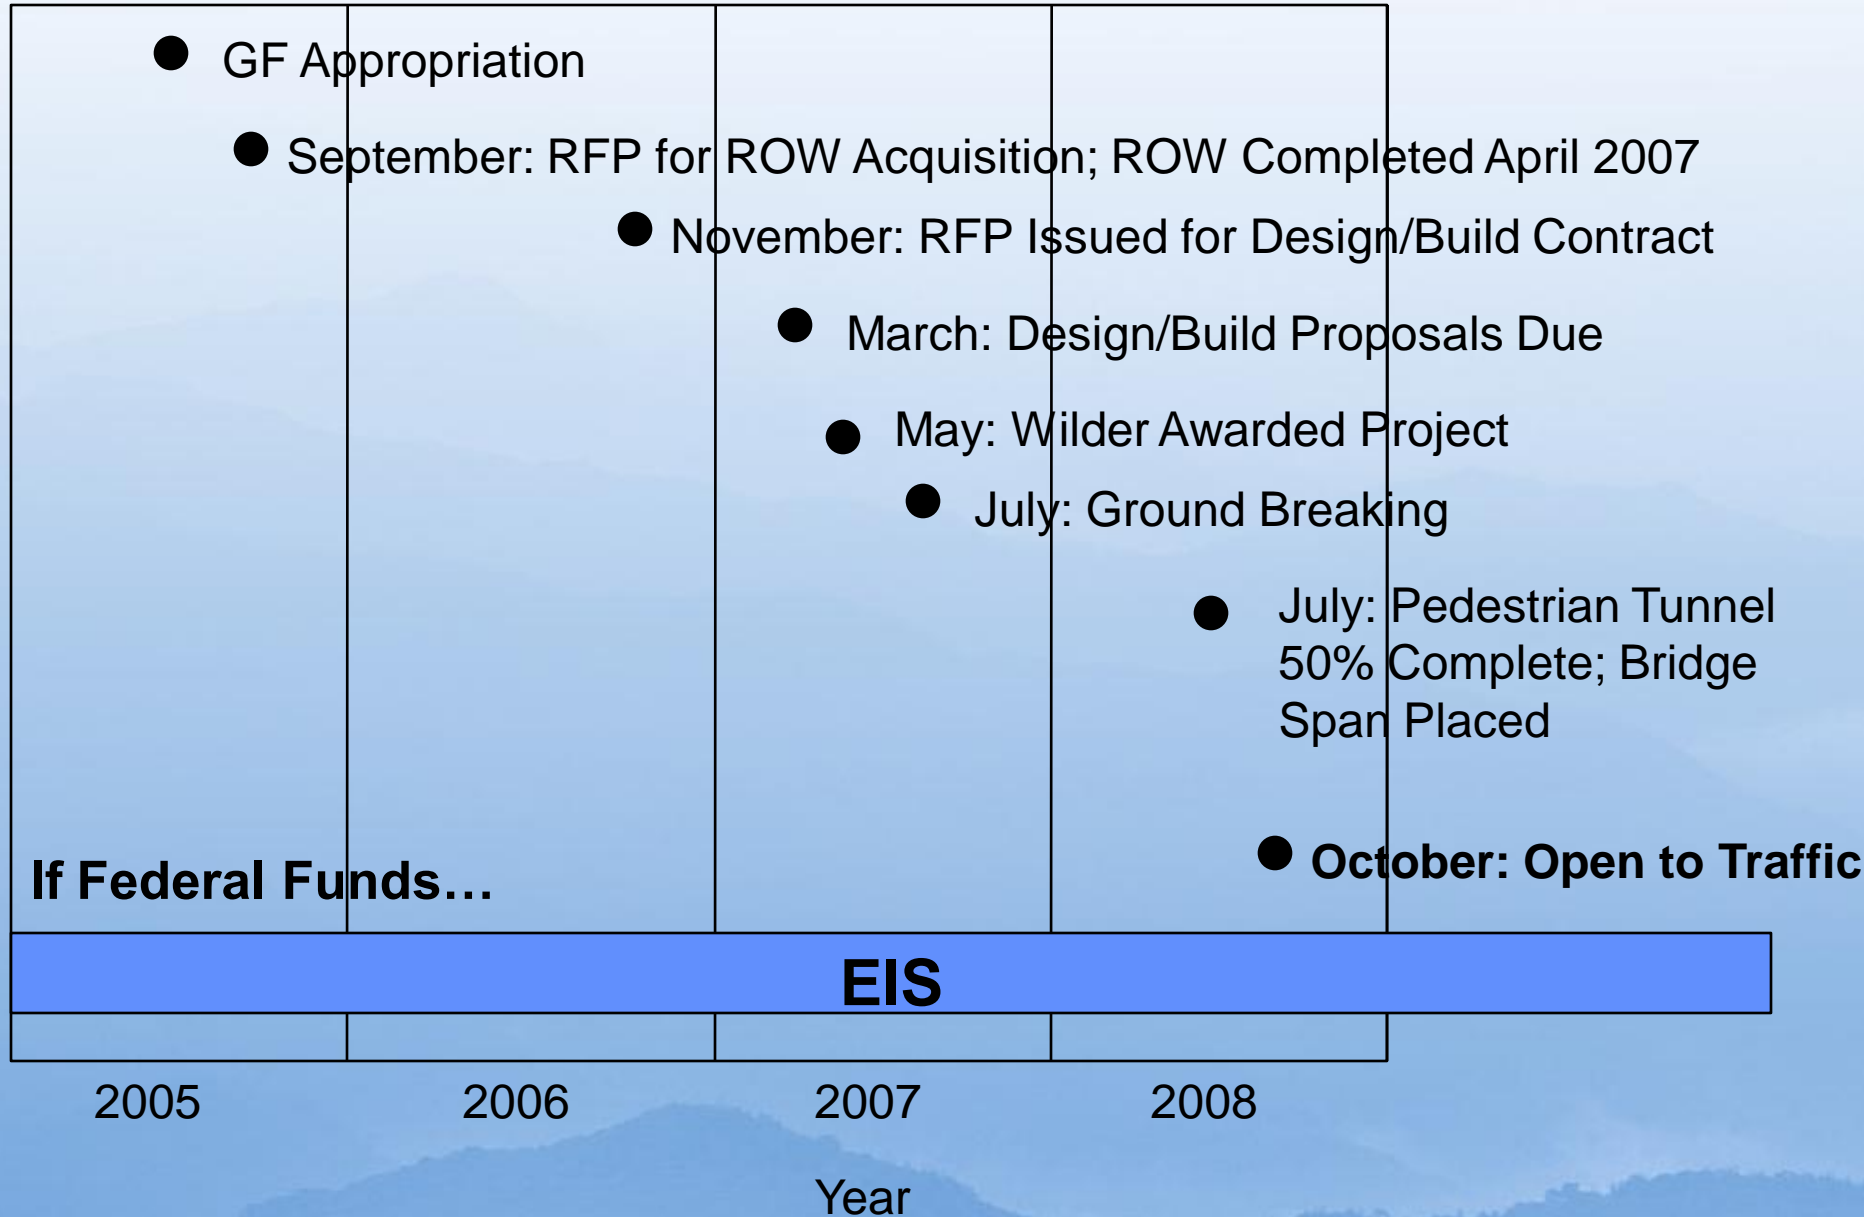 GF Appropriation
September: RFP for ROW Acquisition; ROW Completed April 2007
November: RFP Issued for Design/Build Contract
March: Design/Build Proposals Due
May: Wilder Awarded Project
July: Ground Breaking
July: Pedestrian Tunnel
50% Complete; Bridge
Span Placed
October: Open to Traffic
If Federal Funds…
EIS
2005 2006 2007 2008
Year